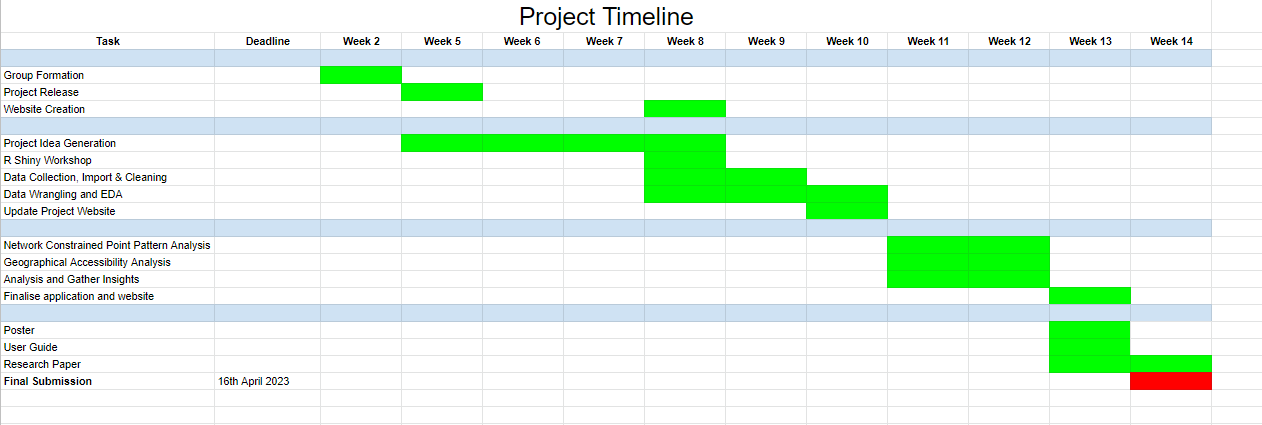 Project Timeline
Task Deadline Week 2 Week 5 Week 6 Week 7 Week 8 Week 9 Week 10 Week 11 Week 12 Week 13 Week 14
Group Formation
Project Release
Website Creation
Project Idea Generation
R Shiny Workshop
Data Collection, Import & Cleaning
Data Wrangling and EDA
Update Project Website
Network Constrained Point Pattern Analysis
Geographical Accessibility Analysis
Analysis and Gather Insights
Finalise application and website
Poster
User Guide
Research Paper
Final Submission 16th April 2023